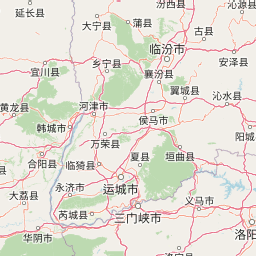 延长县
大宁县
蒲县
汾西县
古县
沁源县
临汾市
安泽县
宜川县
乡宁县
襄汾县
翼城县
沁水县
黄龙县
河津市
侯马市
韩城市
万荣县
阳城县
合阳县
临猗县
夏县
垣曲县
大荔县
永济市
运城市
义马市
芮城县
三门峡市
华阴市
洛阳